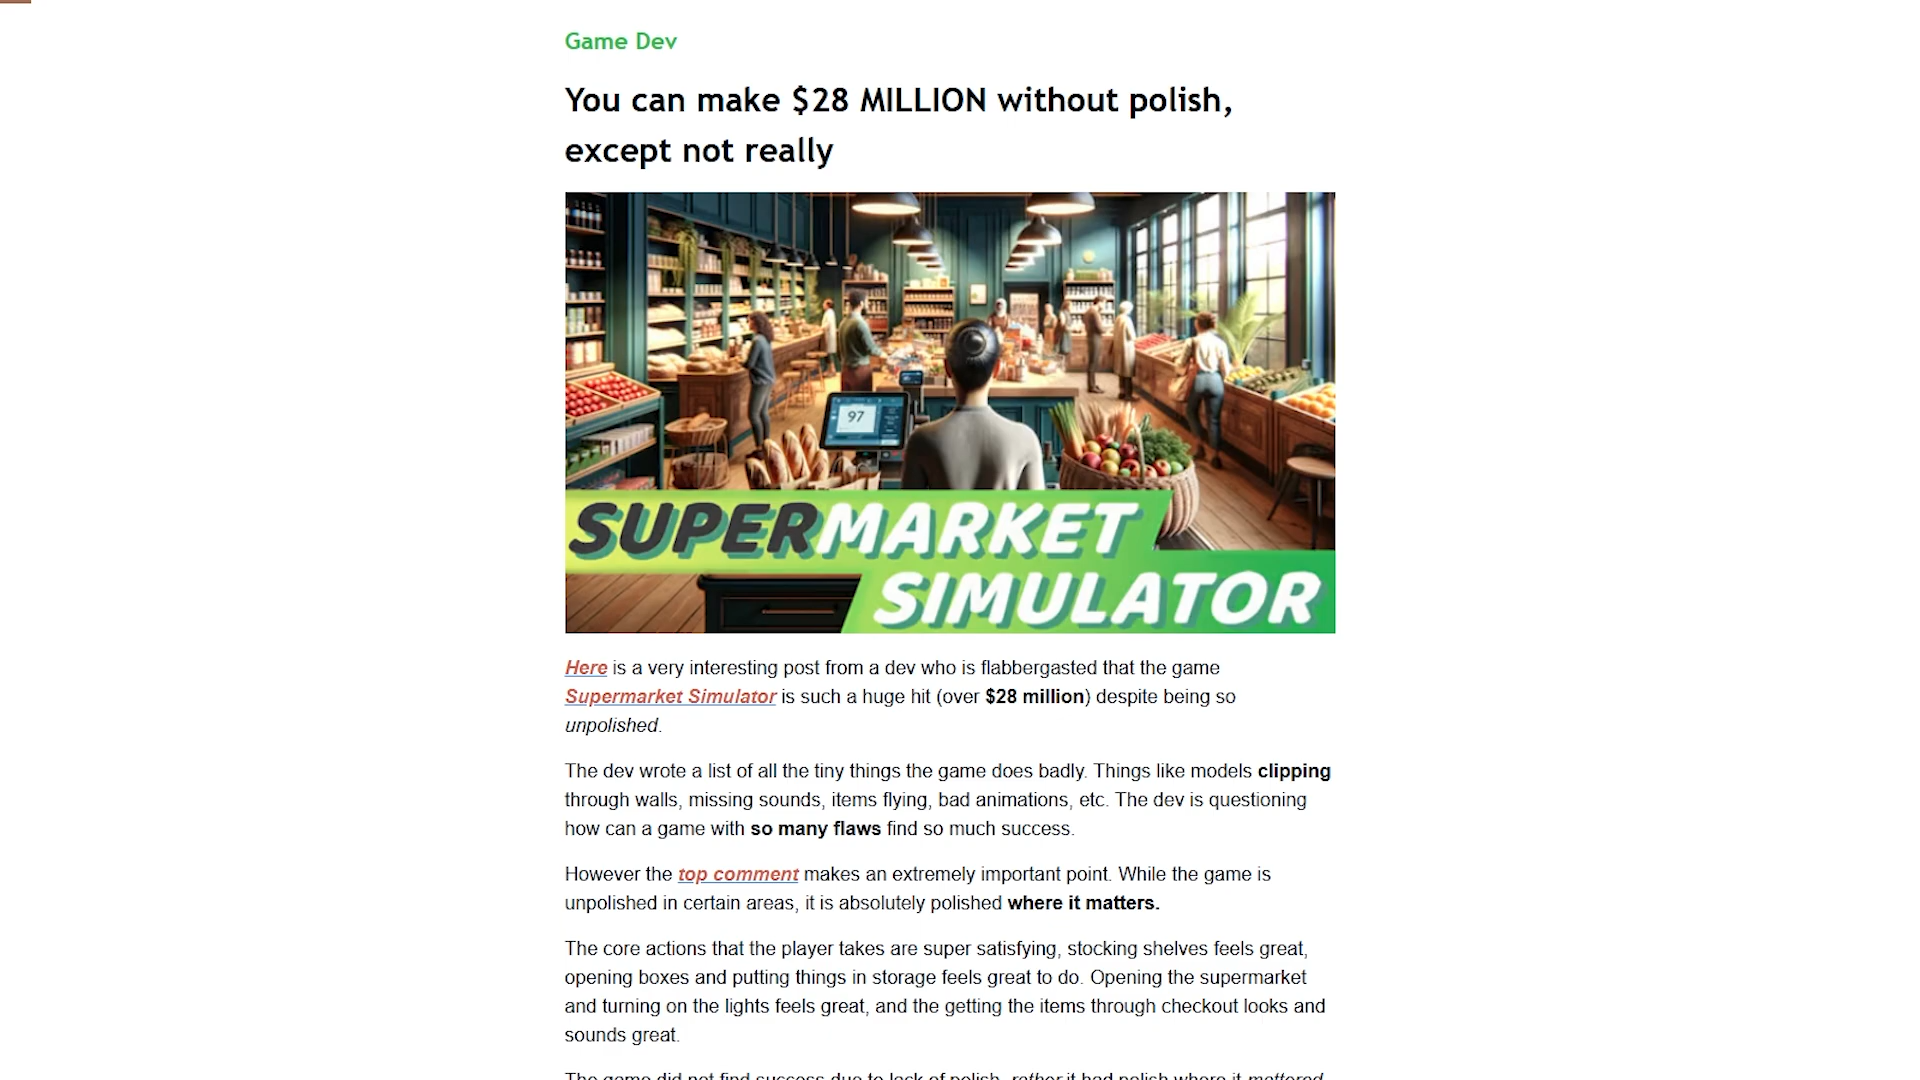 Game Dev
You can make $28 MILLION without polish,
except not really
97
SUPERMARKET
SIMULATOR
Here is a very interesting post from a dev who is flabbergasted that the game
Supermarket Simulator is such a huge hit (over $28 million) despite being so
unpolished.
The dev wrote a list of all the tiny things the game does badly. Things like models clipping
through walls, missing sounds, items flying, bad animations, etc. The dev is questioning
how can a game with so many flaws find so much success.
However the top comment makes an extremely important point. While the game is
unpolished in certain areas, it is absolutely polished where it matters.
The core actions that the player takes are super satisfying, stocking shelves feels great,
opening boxes and putting things in storage feels great to do. Opening the supermarket
and turning on the lights feels great, and the getting the items through checkout looks and
sounds great.
The game did not find success due to lack of polish, rather it had polish where it mattered